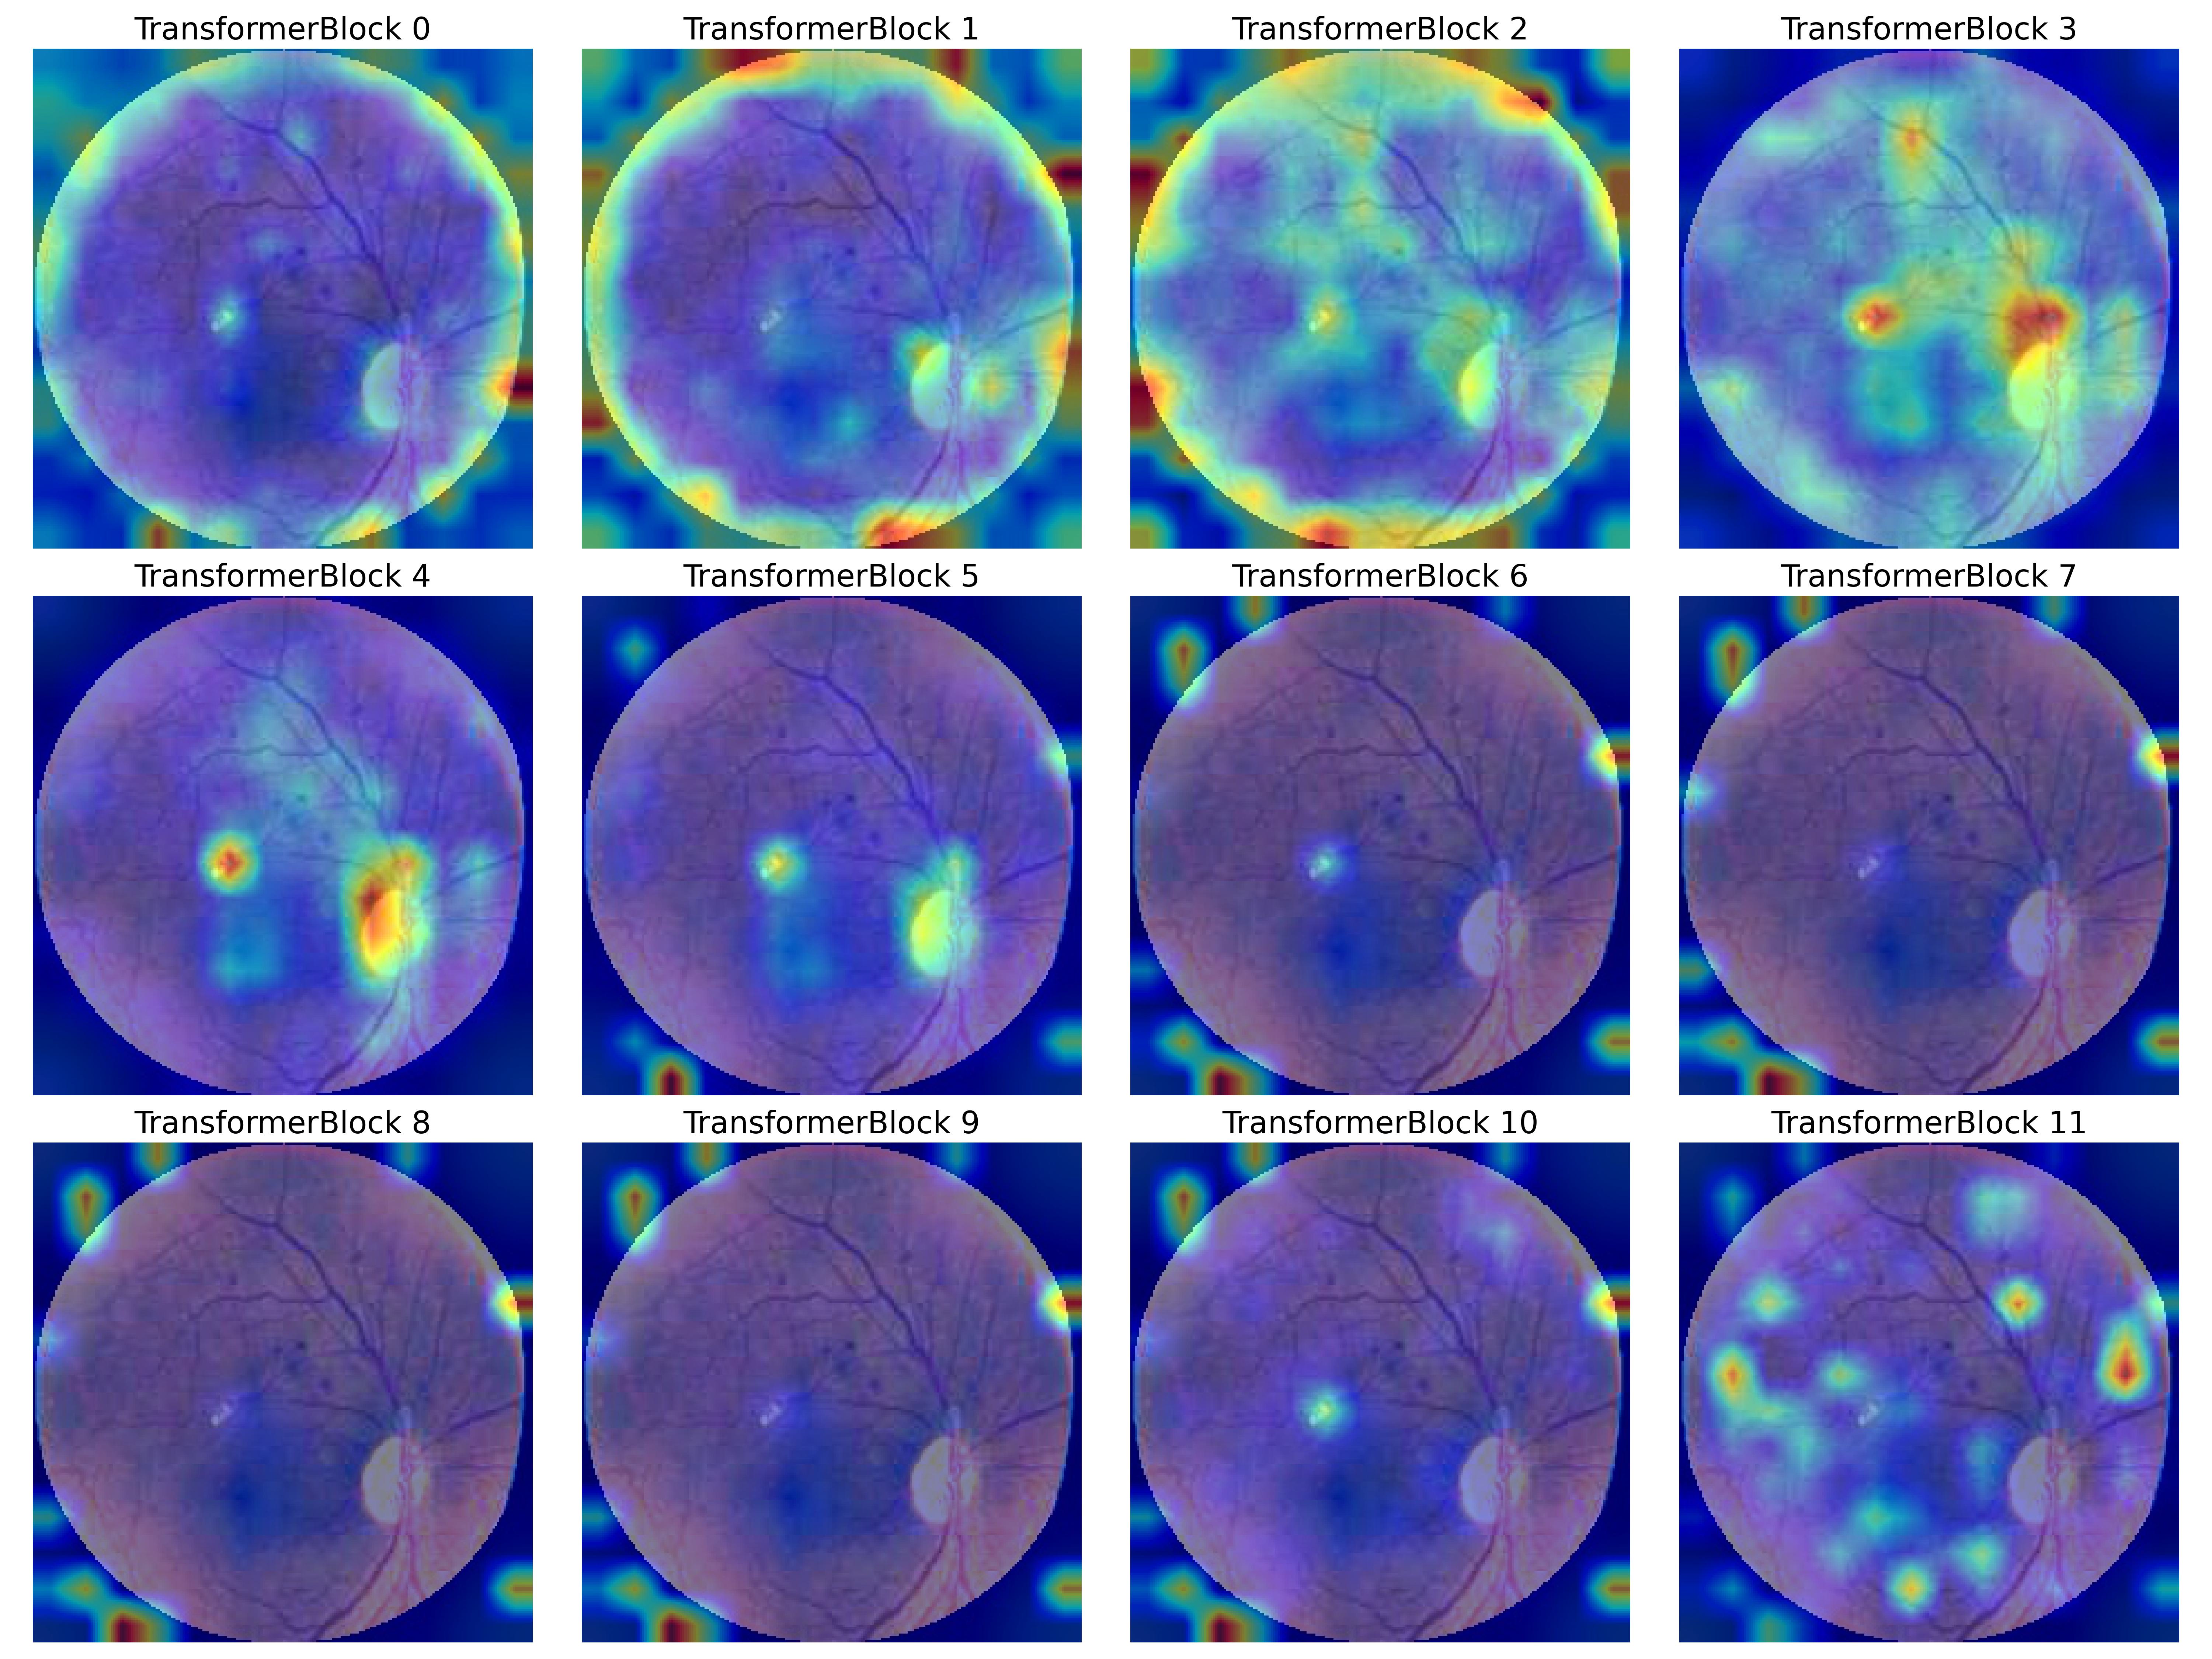 TransformerBlock 0
TransformerBlock 1
TransformerBlock 2
TransformerBlock 3
TransformerBlock 4
TransformerBlock 5
TransformerBlock 6
TransformerBlock 7
TransformerBlock 8
TransformerBlock 9
TransformerBlock 10
TransformerBlock 11